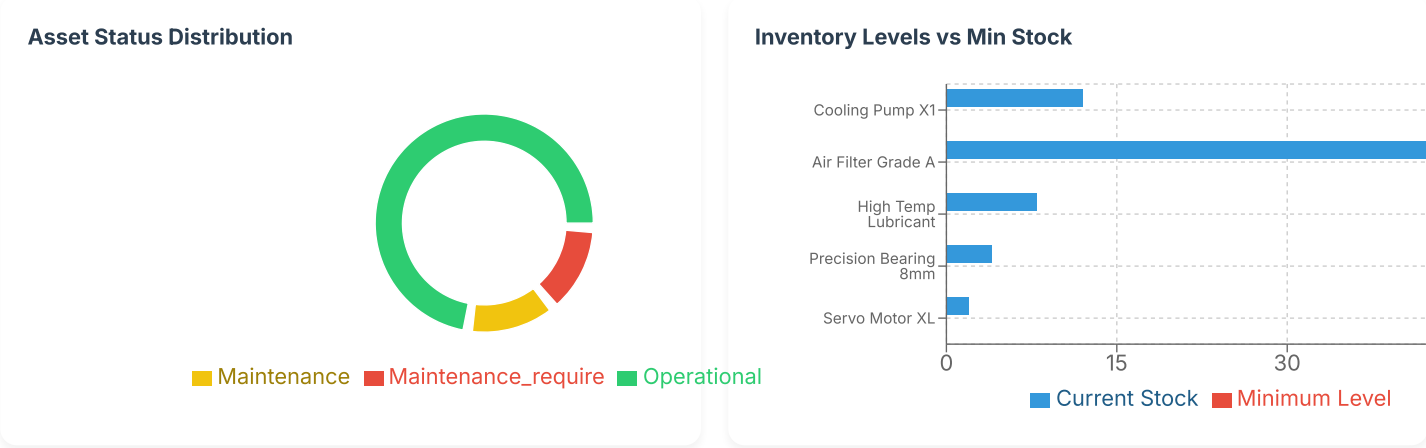 Asset Status Distribution
Maintenance
Maintenance_require
Operational
Inventory Levels vs Min Stock
Cooling Pump X1
Air Filter Grade A
High Temp
Lubricant
Precision Bearing
8mm
Servo Motor XL
0 15 30
Current Stock
Minimum Level